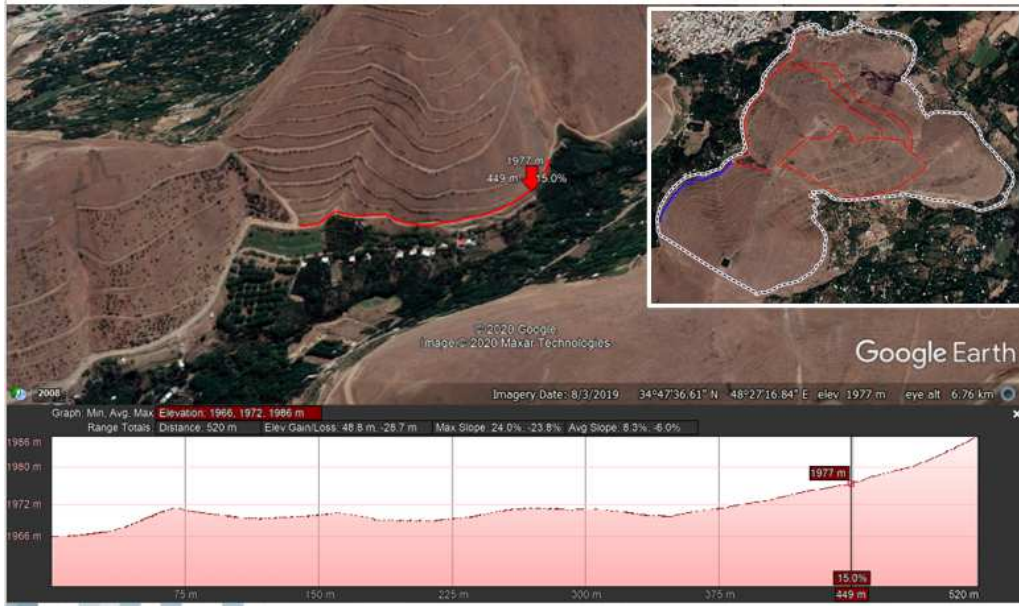 1977 m
449 m 15.0%
© 2020 Google
Image © 2020 Maxar Technologies
Google Earth
2008
Imagery Date: 8/3/2019 34°47'36.61" N 48°27'16.84" E elev 1977 m eye alt 6.76 km
Graph: Min, Avg, Max Elevation: 1966, 1972, 1986 m
Range Totals: Distance: 520 m Elev Gain/Loss: 48.8 m, -28.7 m Max Slope: 24.0%, -23.8% Avg Slope: 8.3%, -6.0%
1986 m
1980 m
1977 m
1972 m
1966 m
15.0%
75 m 150 m 225 m 300 m 375 m 449 m 520 m